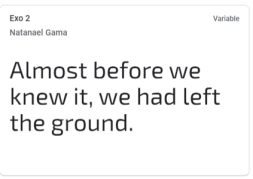 Exo 2
Variable
Natanael Gama
Almost before we
knew it, we had left
the ground.